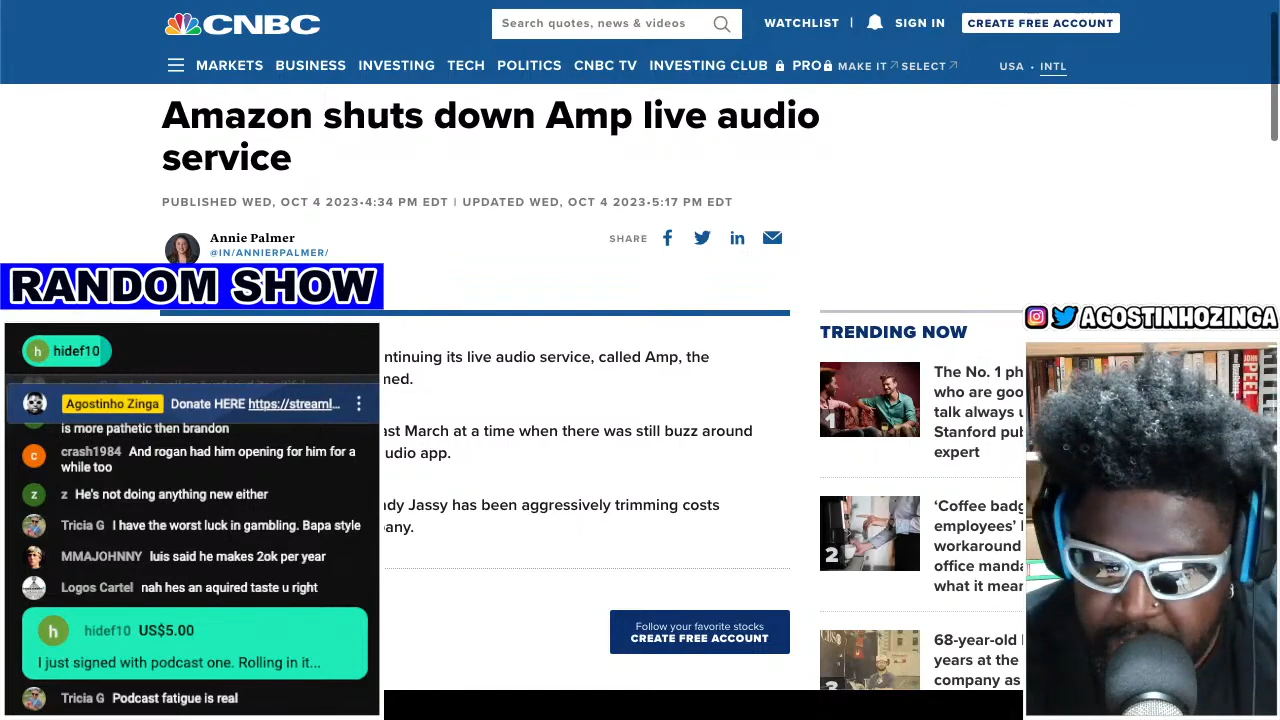 CNBC
Search quotes, news & videos
WATCHLIST | SIGN IN CREATE FREE ACCOUNT
MARKETS BUSINESS INVESTING TECH POLITICS CNBC TV INVESTING CLUB PRO MAKE IT SELECT USA • INTL
Amazon shuts down Amp live audio
service
PUBLISHED WED, OCT 4 2023•4:34 PM EDT | UPDATED WED, OCT 4 2023•5:17 PM EDT
Annie Palmer
@IN/ANNIERPALMER/
SHARE
RANDOM SHOW
h hidef10
Agostinho Zinga Donate HERE https://streaml...
is more pathetic then brandon
crash1984 And rogan had him opening for him for a
while too
z He's not doing anything new either
Tricia G I have the worst luck in gambling. Bapa style
MMAJOHNNY luis said he makes 20k per year
Logos Cartel nah hes an aquired taste u right
h hidef10 US$5.00
I just signed with podcast one. Rolling in it...
Tricia G Podcast fatigue is real
ntinuing its live audio service, called Amp, the
med.
ast March at a time when there was still buzz around
udio app.
ndy Jassy has been aggressively trimming costs
any.
Follow your favorite stocks
CREATE FREE ACCOUNT
TRENDING NOW
1
The No. 1 ph
who are goo
talk always u
Stanford pub
expert
2
'Coffee badg
employees'
workaround
office manda
what it mean
3
68-year-old
years at the
company as
AGOSTINHOZINGA